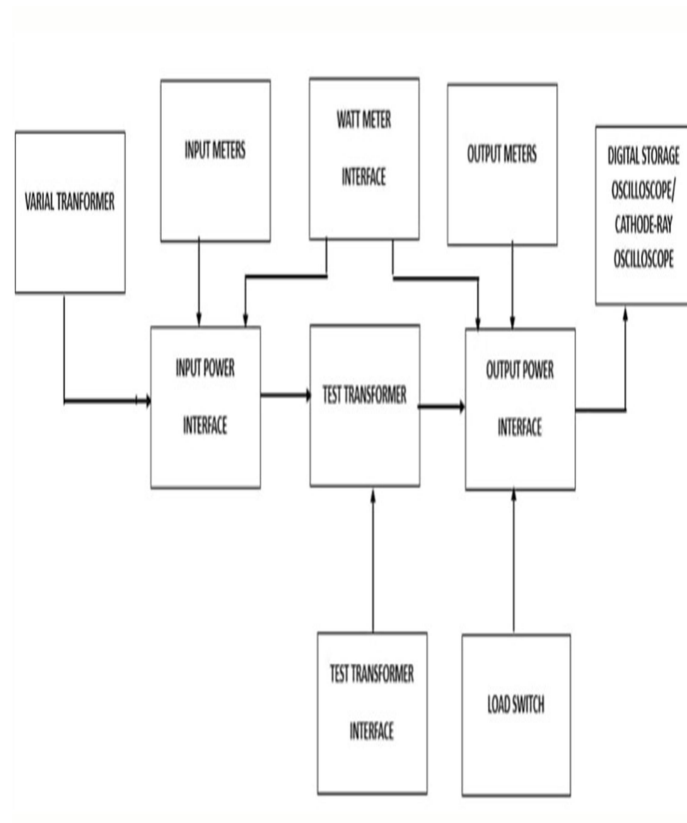 VARIAL TRANFORMER
INPUT METERS
WATT METER
INTERFACE
OUTPUT METERS
DIGITAL STORAGE
OSCILLOSCOPE/
CATHODE-RAY
OSCILLOSCOPE
INPUT POWER
INTERFACE
TEST TRANSFORMER
OUTPUT POWER
INTERFACE
TEST TRANSFORMER
INTERFACE
LOAD SWITCH